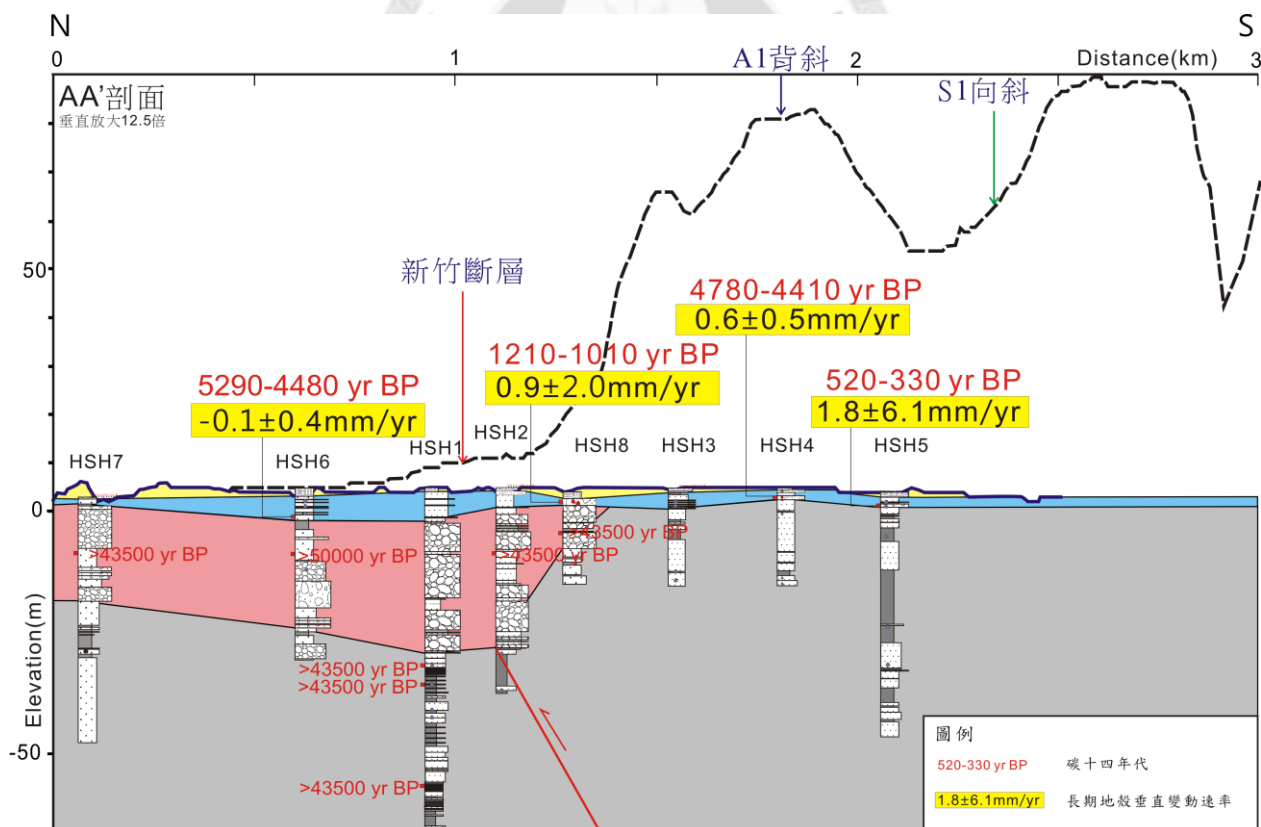 N
S
0
1
2
3
Distance(km)
A1背斜
S1向斜
AA'剖面
垂直放大12.5倍
50
新竹斷層
4780-4410 yr BP
0.6±0.5mm/yr
1210-1010 yr BP
0.9±2.0mm/yr
5290-4480 yr BP
-0.1±0.4mm/yr
520-330 yr BP
1.8±6.1mm/yr
HSH7
HSH6
HSH1
HSH2
HSH8
HSH3
HSH4
HSH5
0
>43500 yr BP
>50000 yr BP
>43500 yr BP
>43500 yr BP
Elevation(m)
>43500 yr BP
>43500 yr BP
>43500 yr BP
-50
圖例
520-330 yr BP 碳十四年代
1.8±6.1mm/yr 長期地殼垂直變動速率